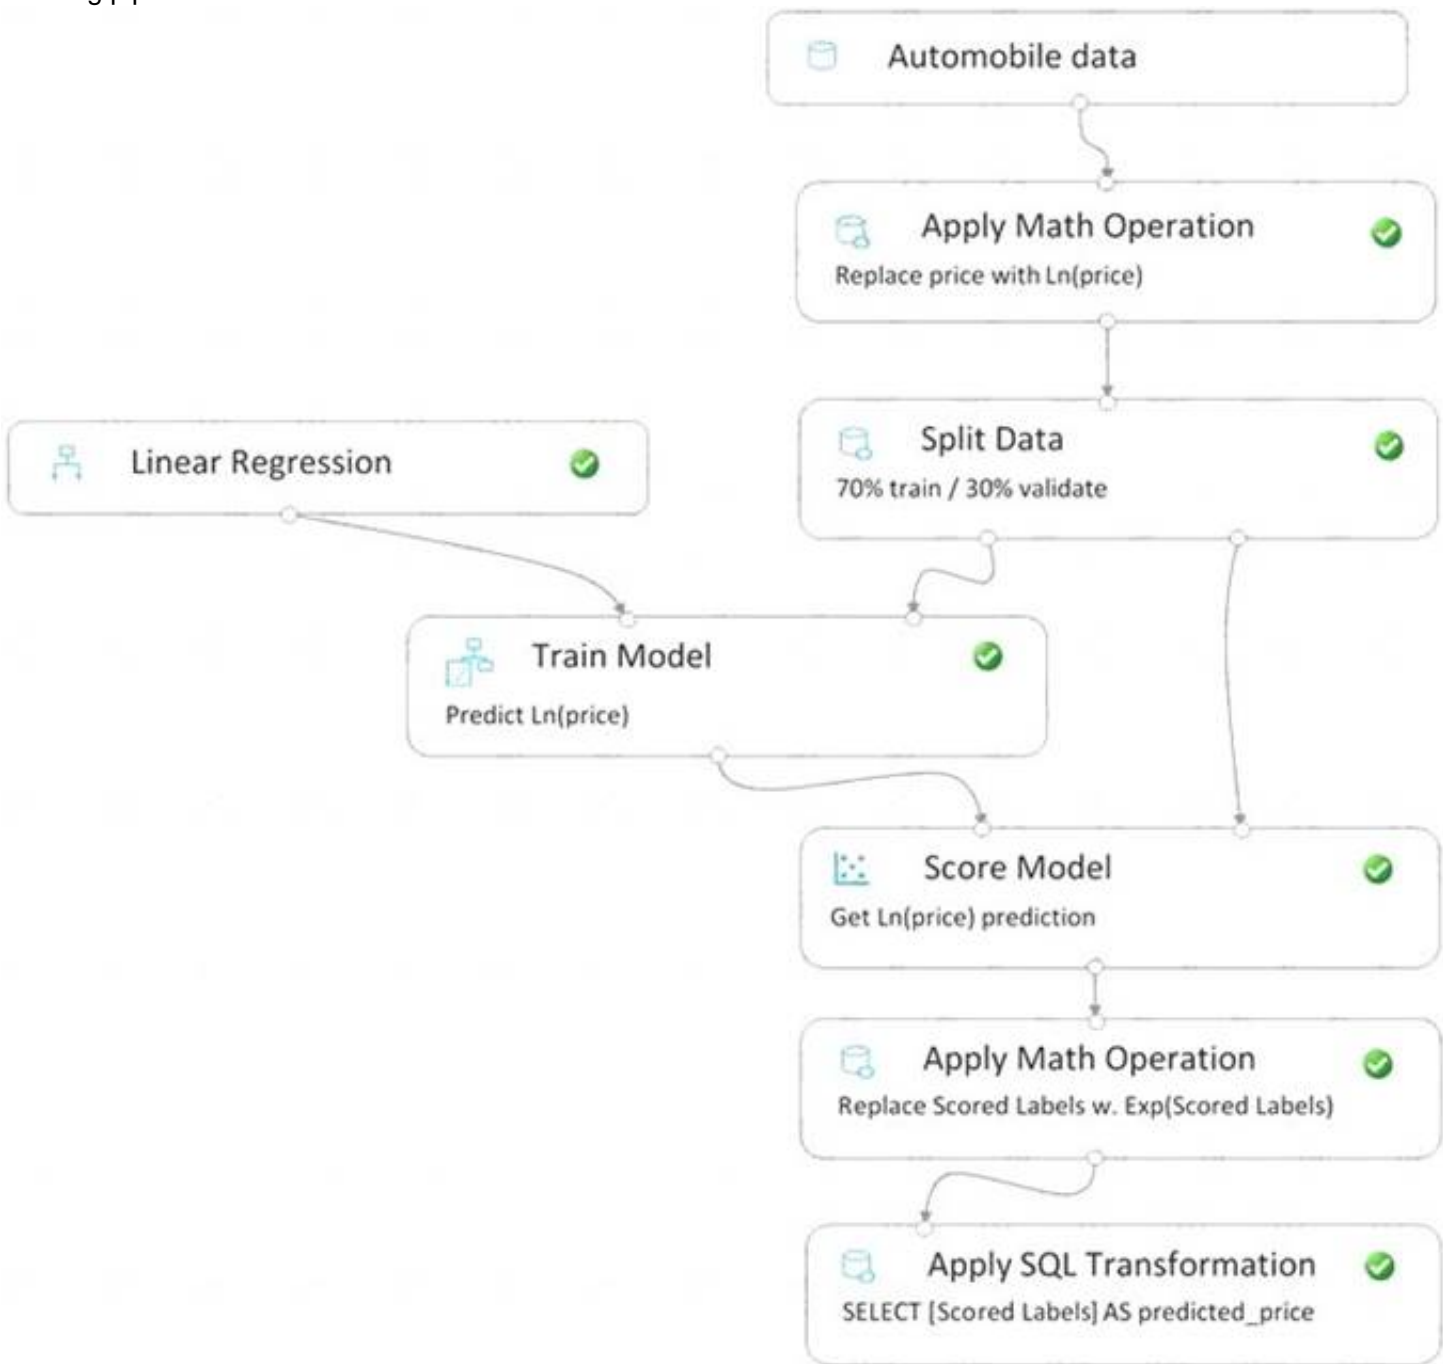 Automobile data
Apply Math Operation
Replace price with Ln(price)
Split Data
70% train / 30% validate
Linear Regression
Train Model
Predict Ln(price)
Score Model
Get Ln(price) prediction
Apply Math Operation
Replace Scored Labels w. Exp(Scored Labels)
Apply SQL Transformation
SELECT [Scored Labels] AS predicted_price